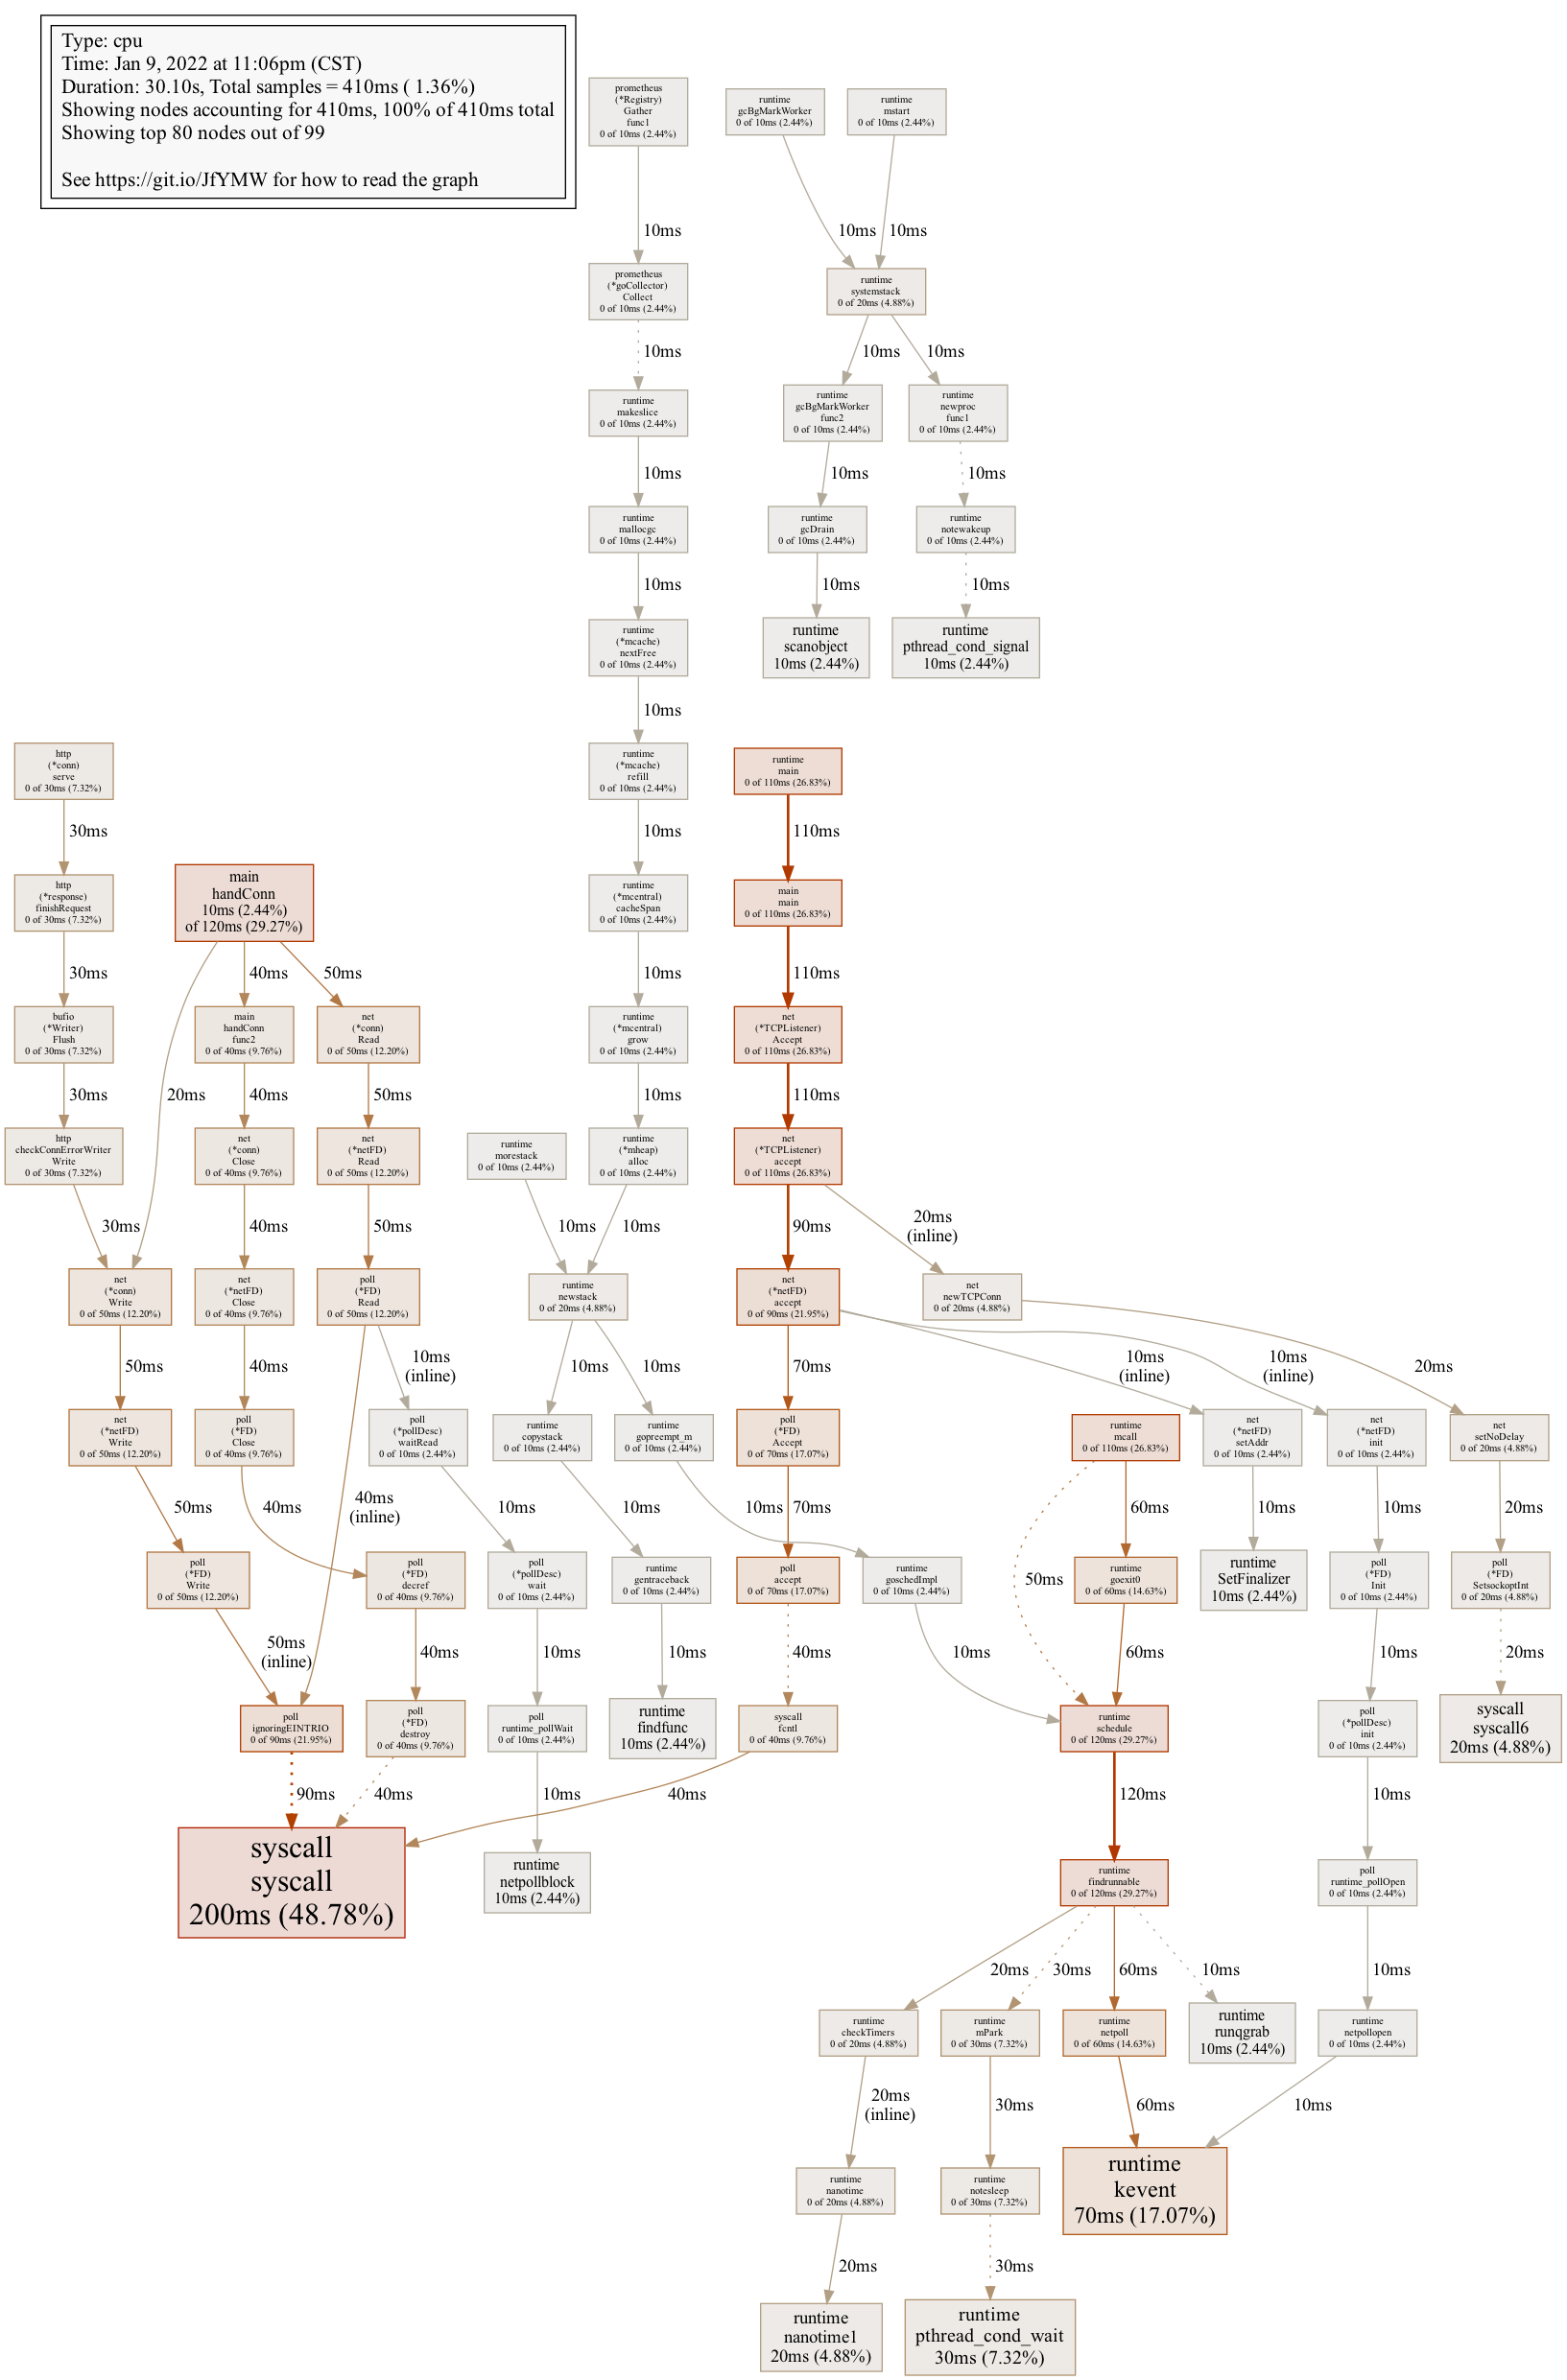 Type: cpu
Time: Jan 9, 2022 at 11:06pm (CST)
Duration: 30.10s, Total samples = 410ms ( 1.36%)
Showing nodes accounting for 410ms, 100% of 410ms total
Showing top 80 nodes out of 99
See https://git.io/JfYMW for how to read the graph
prometheus
(*Registry)
Gather
func1
0 of 10ms (2.44%)
runtime
gcBgMarkWorker
0 of 10ms (2.44%)
runtime
mstart
0 of 10ms (2.44%)
10ms
10ms
10ms
prometheus
(*goCollector)
Collect
0 of 10ms (2.44%)
runtime
systemstack
0 of 20ms (4.88%)
10ms
10ms
10ms
runtime
makeslice
0 of 10ms (2.44%)
runtime
gcBgMarkWorker
func2
0 of 10ms (2.44%)
runtime
newproc
func1
0 of 10ms (2.44%)
10ms
10ms
10ms
runtime
mallocgc
0 of 10ms (2.44%)
runtime
gcDrain
0 of 10ms (2.44%)
runtime
notewakeup
0 of 10ms (2.44%)
10ms
10ms
10ms
runtime
(*mcache)
nextFree
0 of 10ms (2.44%)
runtime
scanobject
10ms (2.44%)
runtime
pthread_cond_signal
10ms (2.44%)
10ms
http
(*conn)
serve
0 of 30ms (7.32%)
runtime
(*mcache)
refill
0 of 10ms (2.44%)
runtime
main
0 of 110ms (26.83%)
30ms
10ms
110ms
http
(*response)
finishRequest
0 of 30ms (7.32%)
main
handConn
10ms (2.44%)
of 120ms (29.27%)
runtime
(*mcentral)
cacheSpan
0 of 10ms (2.44%)
main
main
0 of 110ms (26.83%)
30ms
40ms
50ms
10ms
110ms
bufio
(*Writer)
Flush
0 of 30ms (7.32%)
main
handConn
func2
0 of 40ms (9.76%)
net
(*conn)
Read
0 of 50ms (12.20%)
runtime
(*mcentral)
grow
0 of 10ms (2.44%)
net
(*TCPListener)
Accept
0 of 110ms (26.83%)
30ms
20ms
40ms
50ms
10ms
110ms
http
checkConnErrorWriter
Write
0 of 30ms (7.32%)
net
(*conn)
Close
0 of 40ms (9.76%)
net
(*netFD)
Read
0 of 50ms (12.20%)
runtime
morestack
0 of 10ms (2.44%)
runtime
(*mheap)
alloc
0 of 10ms (2.44%)
net
(*TCPListener)
accept
0 of 110ms (26.83%)
30ms
40ms
50ms
10ms
10ms
90ms
20ms
(inline)
net
(*conn)
Write
0 of 50ms (12.20%)
net
(*netFD)
Close
0 of 40ms (9.76%)
poll
(*FD)
Read
0 of 50ms (12.20%)
runtime
newstack
0 of 20ms (4.88%)
net
(*netFD)
accept
0 of 90ms (21.95%)
net
newTCPConn
0 of 20ms (4.88%)
50ms
40ms
10ms
(inline)
10ms
10ms
70ms
10ms
(inline)
10ms
(inline)
20ms
net
(*netFD)
Write
0 of 50ms (12.20%)
poll
(*FD)
Close
0 of 40ms (9.76%)
poll
(*pollDesc)
waitRead
0 of 10ms (2.44%)
runtime
copystack
0 of 10ms (2.44%)
runtime
gopreempt_m
0 of 10ms (2.44%)
poll
(*FD)
Accept
0 of 70ms (17.07%)
runtime
mcall
0 of 110ms (26.83%)
net
(*netFD)
setAddr
0 of 10ms (2.44%)
net
(*netFD)
init
0 of 10ms (2.44%)
net
setNoDelay
0 of 20ms (4.88%)
50ms
40ms
40ms
(inline)
10ms
10ms
10ms
70ms
60ms
10ms
10ms
20ms
poll
(*FD)
Write
0 of 50ms (12.20%)
poll
(*FD)
decref
0 of 40ms (9.76%)
poll
(*pollDesc)
wait
0 of 10ms (2.44%)
runtime
gentraceback
0 of 10ms (2.44%)
poll
accept
0 of 70ms (17.07%)
runtime
goschedImpl
0 of 10ms (2.44%)
50ms
runtime
goexit0
0 of 60ms (14.63%)
runtime
SetFinalizer
10ms (2.44%)
poll
(*FD)
Init
0 of 10ms (2.44%)
poll
(*FD)
SetsockoptInt
0 of 20ms (4.88%)
50ms
(inline)
40ms
10ms
10ms
40ms
10ms
60ms
10ms
20ms
poll
ignoringEINTRIO
0 of 90ms (21.95%)
poll
(*FD)
destroy
0 of 40ms (9.76%)
poll
runtime_pollWait
0 of 10ms (2.44%)
runtime
findfunc
10ms (2.44%)
syscall
fcntl
0 of 40ms (9.76%)
runtime
schedule
0 of 120ms (29.27%)
poll
(*pollDesc)
init
0 of 10ms (2.44%)
syscall
syscall6
20ms (4.88%)
90ms
40ms
10ms
40ms
120ms
10ms
syscall
syscall
200ms (48.78%)
runtime
netpollblock
10ms (2.44%)
runtime
findrunnable
0 of 120ms (29.27%)
poll
runtime_pollOpen
0 of 10ms (2.44%)
20ms
30ms
60ms
10ms
10ms
runtime
checkTimers
0 of 20ms (4.88%)
runtime
mPark
0 of 30ms (7.32%)
runtime
netpoll
0 of 60ms (14.63%)
runtime
runqgrab
10ms (2.44%)
runtime
netpollopen
0 of 10ms (2.44%)
20ms
(inline)
30ms
60ms
10ms
runtime
nanotime
0 of 20ms (4.88%)
runtime
notesleep
0 of 30ms (7.32%)
runtime
kevent
70ms (17.07%)
20ms
30ms
runtime
nanotime1
20ms (4.88%)
runtime
pthread_cond_wait
30ms (7.32%)